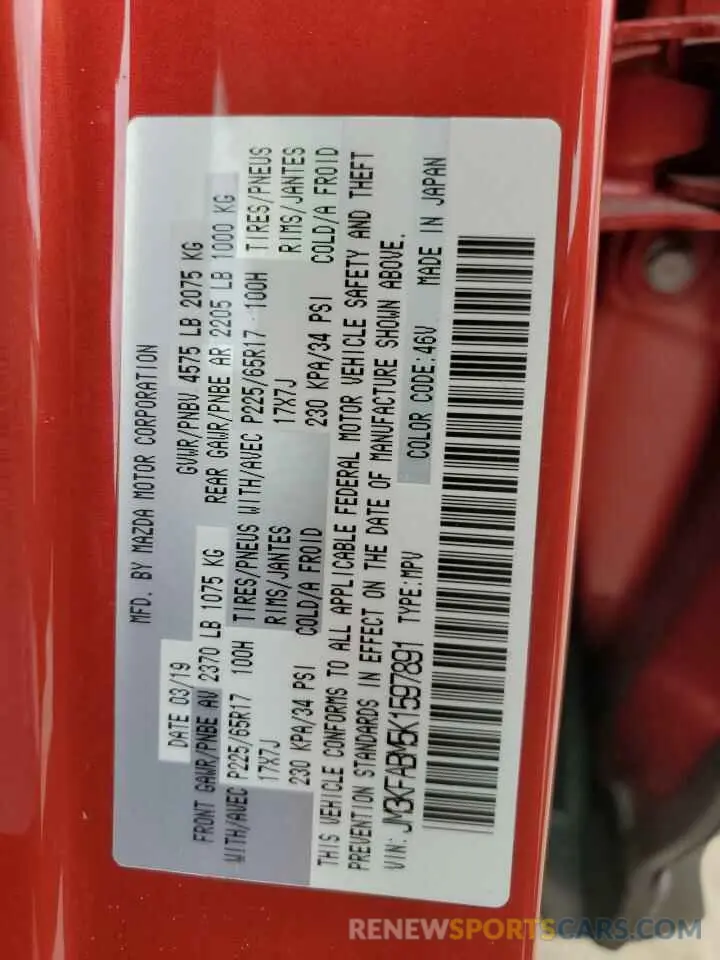 MFD. BY MAZDA MOTOR CORPORATION
DATE 03/19 GVWR/PNBV 4575 LB 2075 KG
FRONT GAWR/PNBE AV 2370 LB 1075 KG REAR GAWR/PNBE AR 2205 LB 1000 KG
WITH/AVEC P225/65R17 100H TIRES/PNEUS WITH/AVEC P225/65R17 100H TIRES/PNEUS
17X7J RIMS/JANTES 17X7J RIMS/JANTES
230 KPA/34 PSI COLD/A FROID 230 KPA/34 PSI COLD/A FROID
THIS VEHICLE CONFORMS TO ALL APPLICABLE FEDERAL MOTOR VEHICLE SAFETY AND THEFT
PREVENTION STANDARDS IN EFFECT ON THE DATE OF MANUFACTURE SHOWN ABOVE.
VIN: JM3KFABM5K1597891 TYPE:MPV COLOR CODE:46V MADE IN JAPAN
RENEWSPORTSCARS.COM